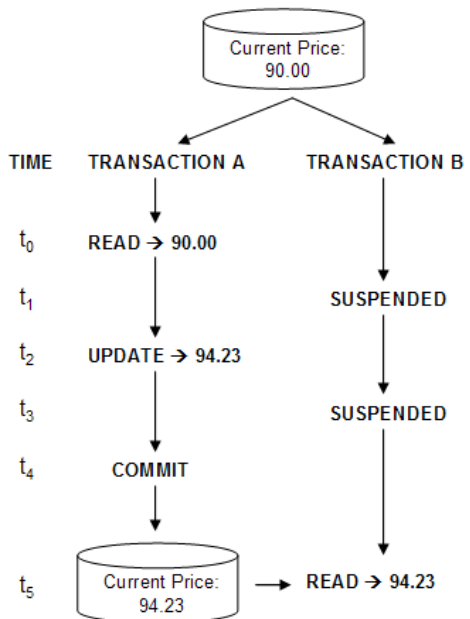 Current Price:
90.00
TIME TRANSACTION A TRANSACTION B
t₀ READ → 90.00
t₁ SUSPENDED
t₂ UPDATE → 94.23
t₃ SUSPENDED
t₄ COMMIT
Current Price:
94.23
t₅ READ → 94.23